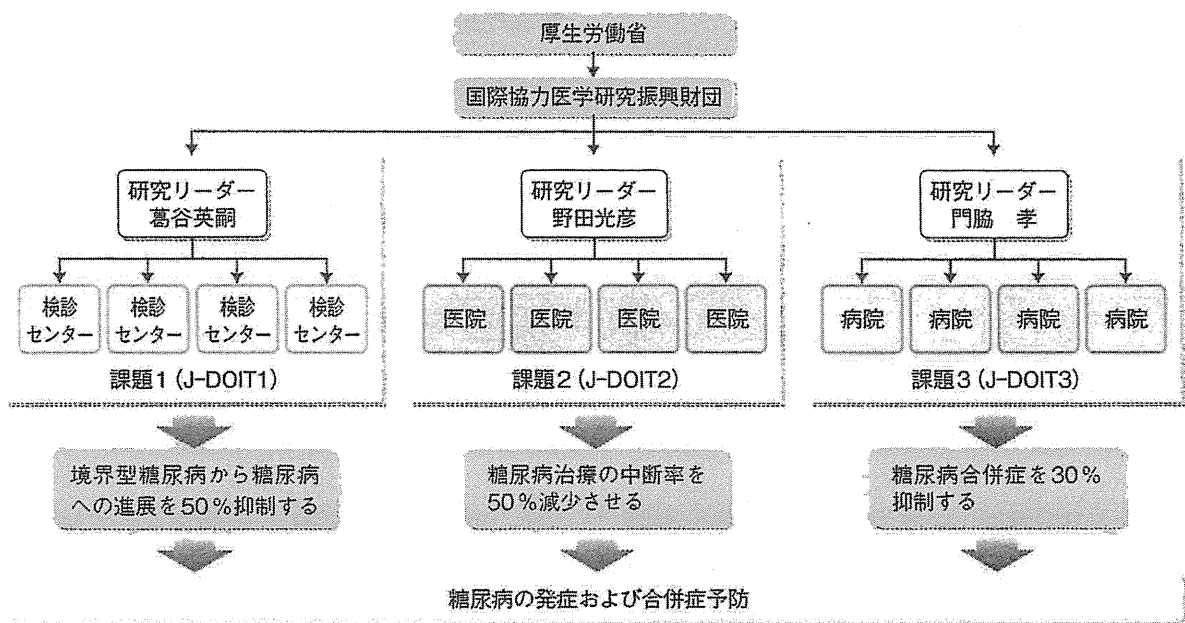 厚生労働省
国際協力医学研究振興財団
研究リーダー
葛谷英嗣
検診
センター
検診
センター
検診
センター
検診
センター
課題1(J-DOIT1)
境界型糖尿病から糖尿病
への進展を50%抑制する
研究リーダー
野田光彦
医院
医院
医院
医院
課題2(J-DOIT2)
糖尿病治療の中断率を
50%減少させる
研究リーダー
門脇 孝
病院
病院
病院
病院
課題3(J-DOIT3)
糖尿病合併症を30%
抑制する
糖尿病の発症および合併症予防